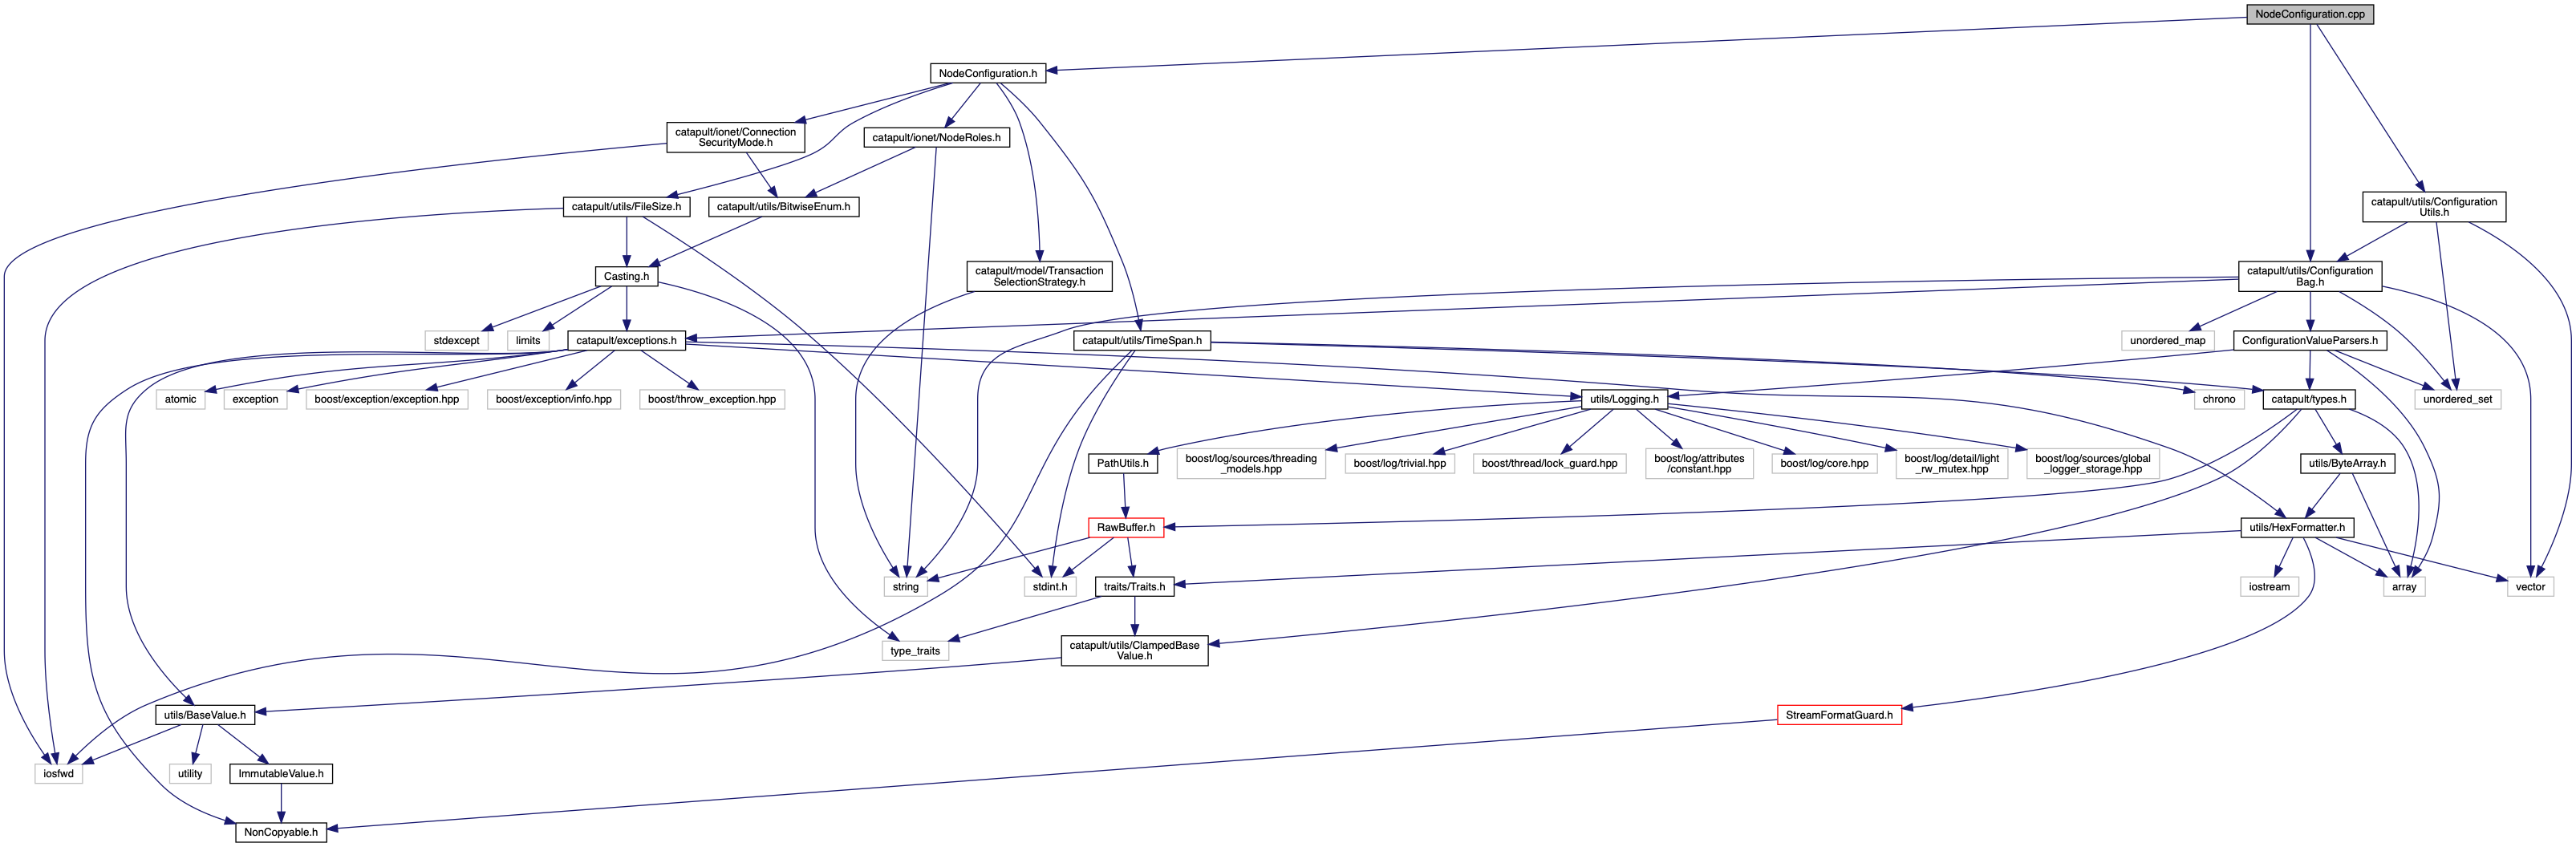 NodeConfiguration.cpp
NodeConfiguration.h
catapult/ionet/Connection
SecurityMode.h
catapult/ionet/NodeRoles.h
catapult/utils/FileSize.h
catapult/utils/BitwiseEnum.h
catapult/utils/Configuration
Utils.h
Casting.h
catapult/model/Transaction
SelectionStrategy.h
catapult/utils/Configuration
Bag.h
stdexcept
limits
catapult/exceptions.h
catapult/utils/TimeSpan.h
unordered_map
ConfigurationValueParsers.h
atomic
exception
boost/exception/exception.hpp
boost/exception/info.hpp
boost/throw_exception.hpp
utils/Logging.h
chrono
catapult/types.h
unordered_set
PathUtils.h
boost/log/sources/threading
_models.hpp
boost/log/trivial.hpp
boost/thread/lock_guard.hpp
boost/log/attributes
/constant.hpp
boost/log/core.hpp
boost/log/detail/light
_rw_mutex.hpp
boost/log/sources/global
_logger_storage.hpp
utils/ByteArray.h
RawBuffer.h
utils/HexFormatter.h
string
stdint.h
traits/Traits.h
iostream
array
vector
type_traits
catapult/utils/ClampedBase
Value.h
utils/BaseValue.h
StreamFormatGuard.h
iosfwd
utility
ImmutableValue.h
NonCopyable.h